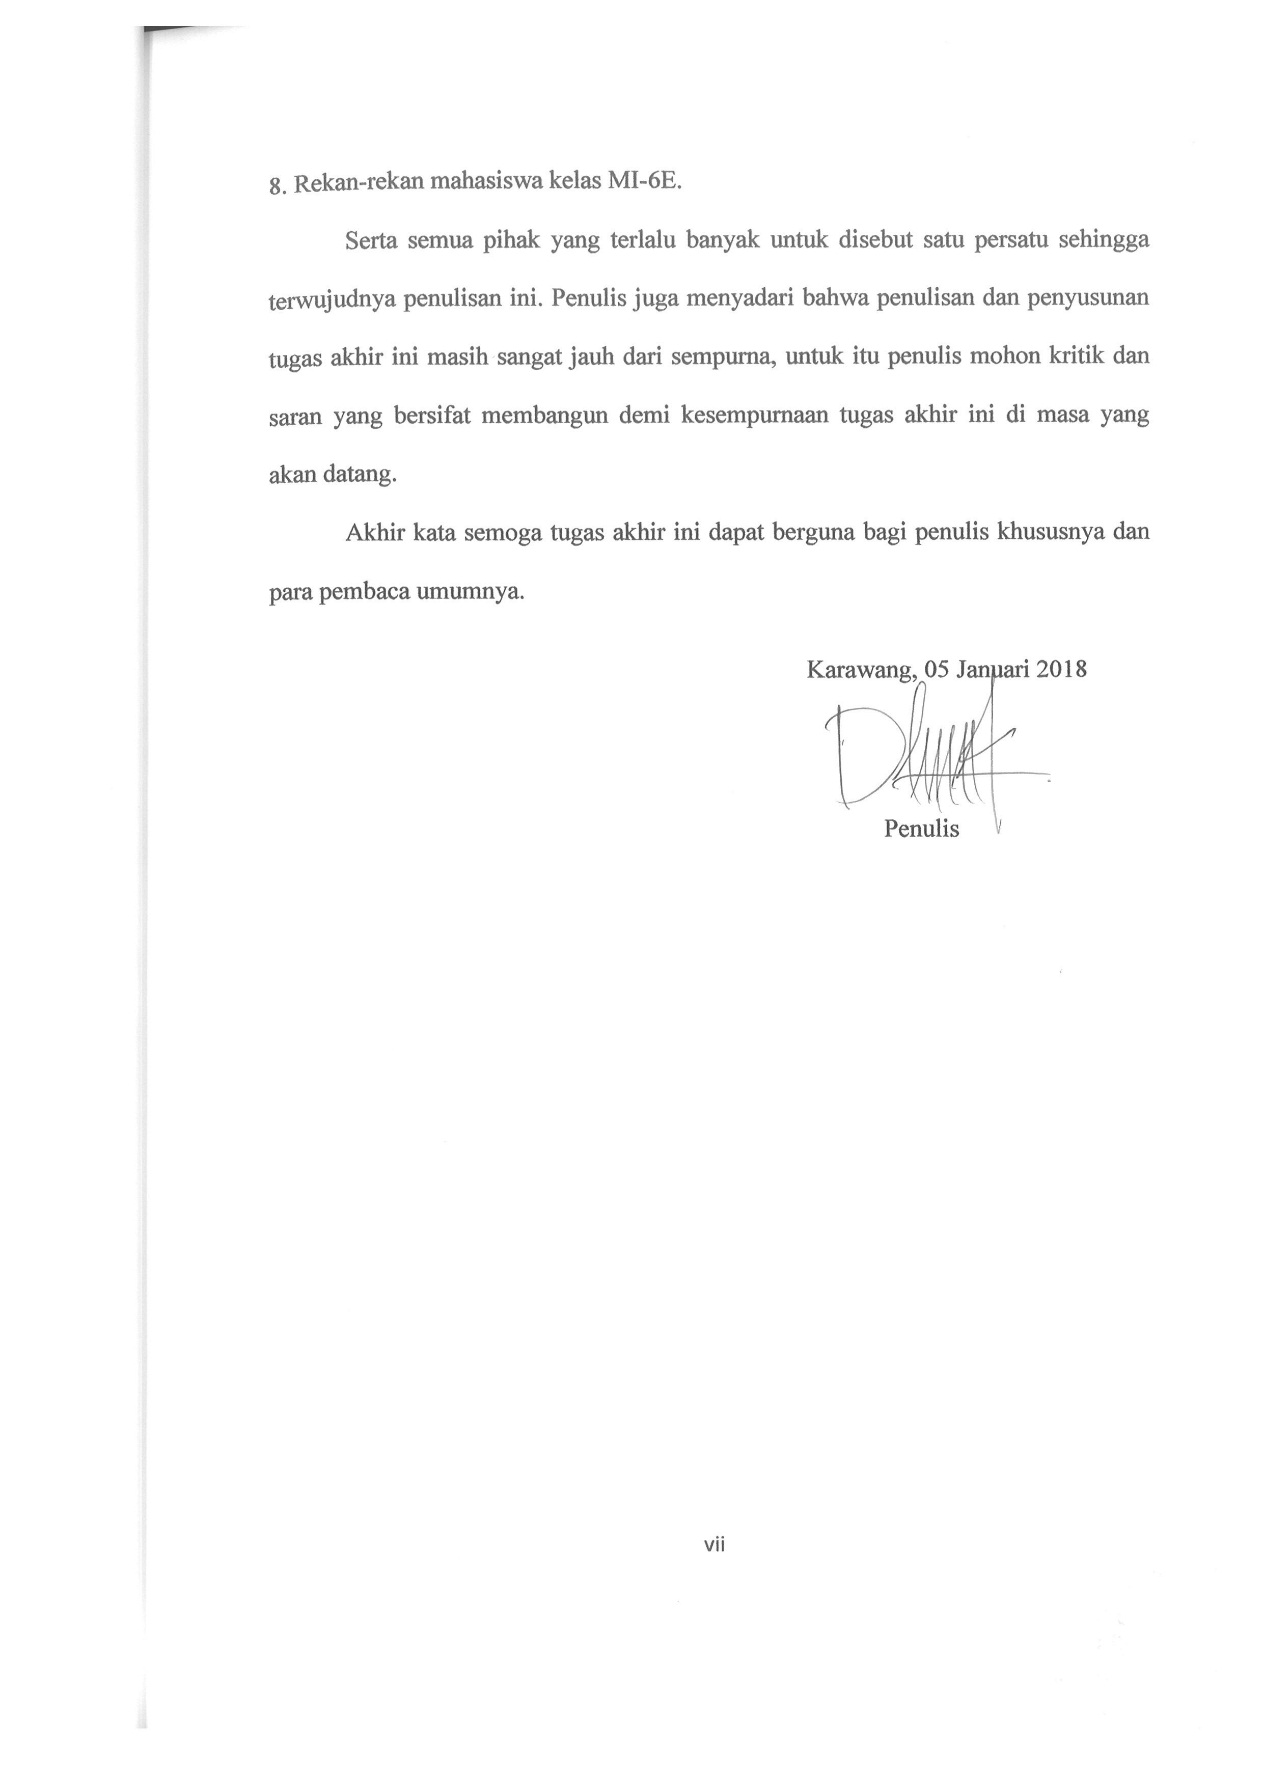 8. Rekan-rekan mahasiswa kelas MI-6E.
Serta semua pihak yang terlalu banyak untuk disebut satu persatu sehingga
terwujudnya penulisan ini. Penulis juga menyadari bahwa penulisan dan penyusunan
tugas akhir ini masih sangat jauh dari sempurna, untuk itu penulis mohon kritik dan
saran yang bersifat membangun demi kesempurnaan tugas akhir ini di masa yang
akan datang.
Akhir kata semoga tugas akhir ini dapat berguna bagi penulis khususnya dan
para pembaca umumnya.
Karawang, 05 Januari 2018
Penulis
vii